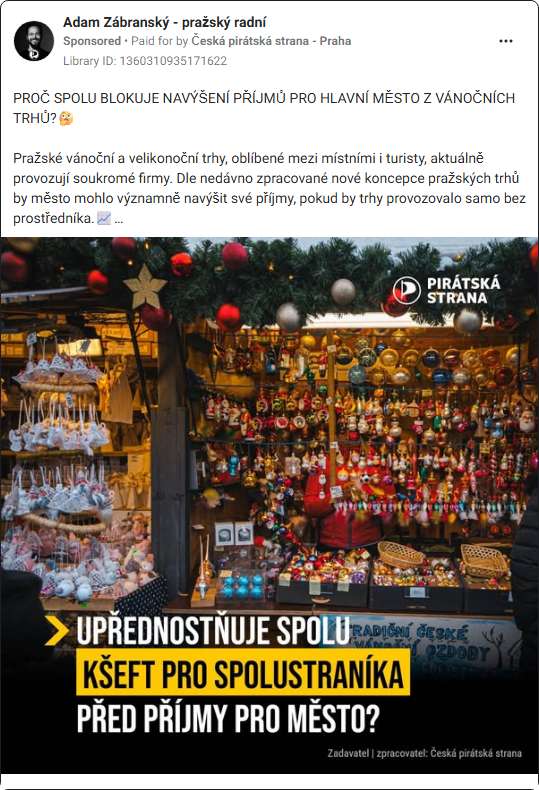 Adam Zábranský - pražský radní
Sponsored • Paid for by Česká pirátská strana - Praha
Library ID: 1360310935171622
PROČ SPOLU BLOKUJE NAVÝŠENÍ PŘÍJMŮ PRO HLAVNÍ MĚSTO Z VÁNOČNÍCH
TRHŮ?🤔
Pražské vánoční a velikonoční trhy, oblíbené mezi místními i turisty, aktuálně
provozují soukromé firmy. Dle nedávno zpracované nové koncepce pražských trhů
by město mohlo významně navýšit své příjmy, pokud by trhy provozovalo samo bez
prostředníka.📈 ...
PIRÁTSKÁ
STRANA
UPŘEDNOSTŇUJE SPOLU
KŠEFT PRO SPOLUSTRANÍKA
PŘED PŘÍJMY PRO MĚSTO?
TRADIČNÍ ČESKÉ
VÁNOČNÍ OZDOBY
Zadavatel | zpracovatel: Česká pirátská strana